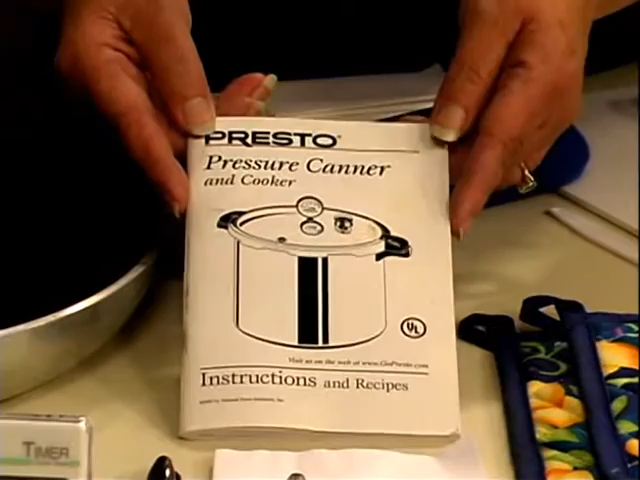 PRESTO®
Pressure Canner
and Cooker
UL
Visit us on the web at www.GoPresto.com
Instructions and Recipes
TIMER